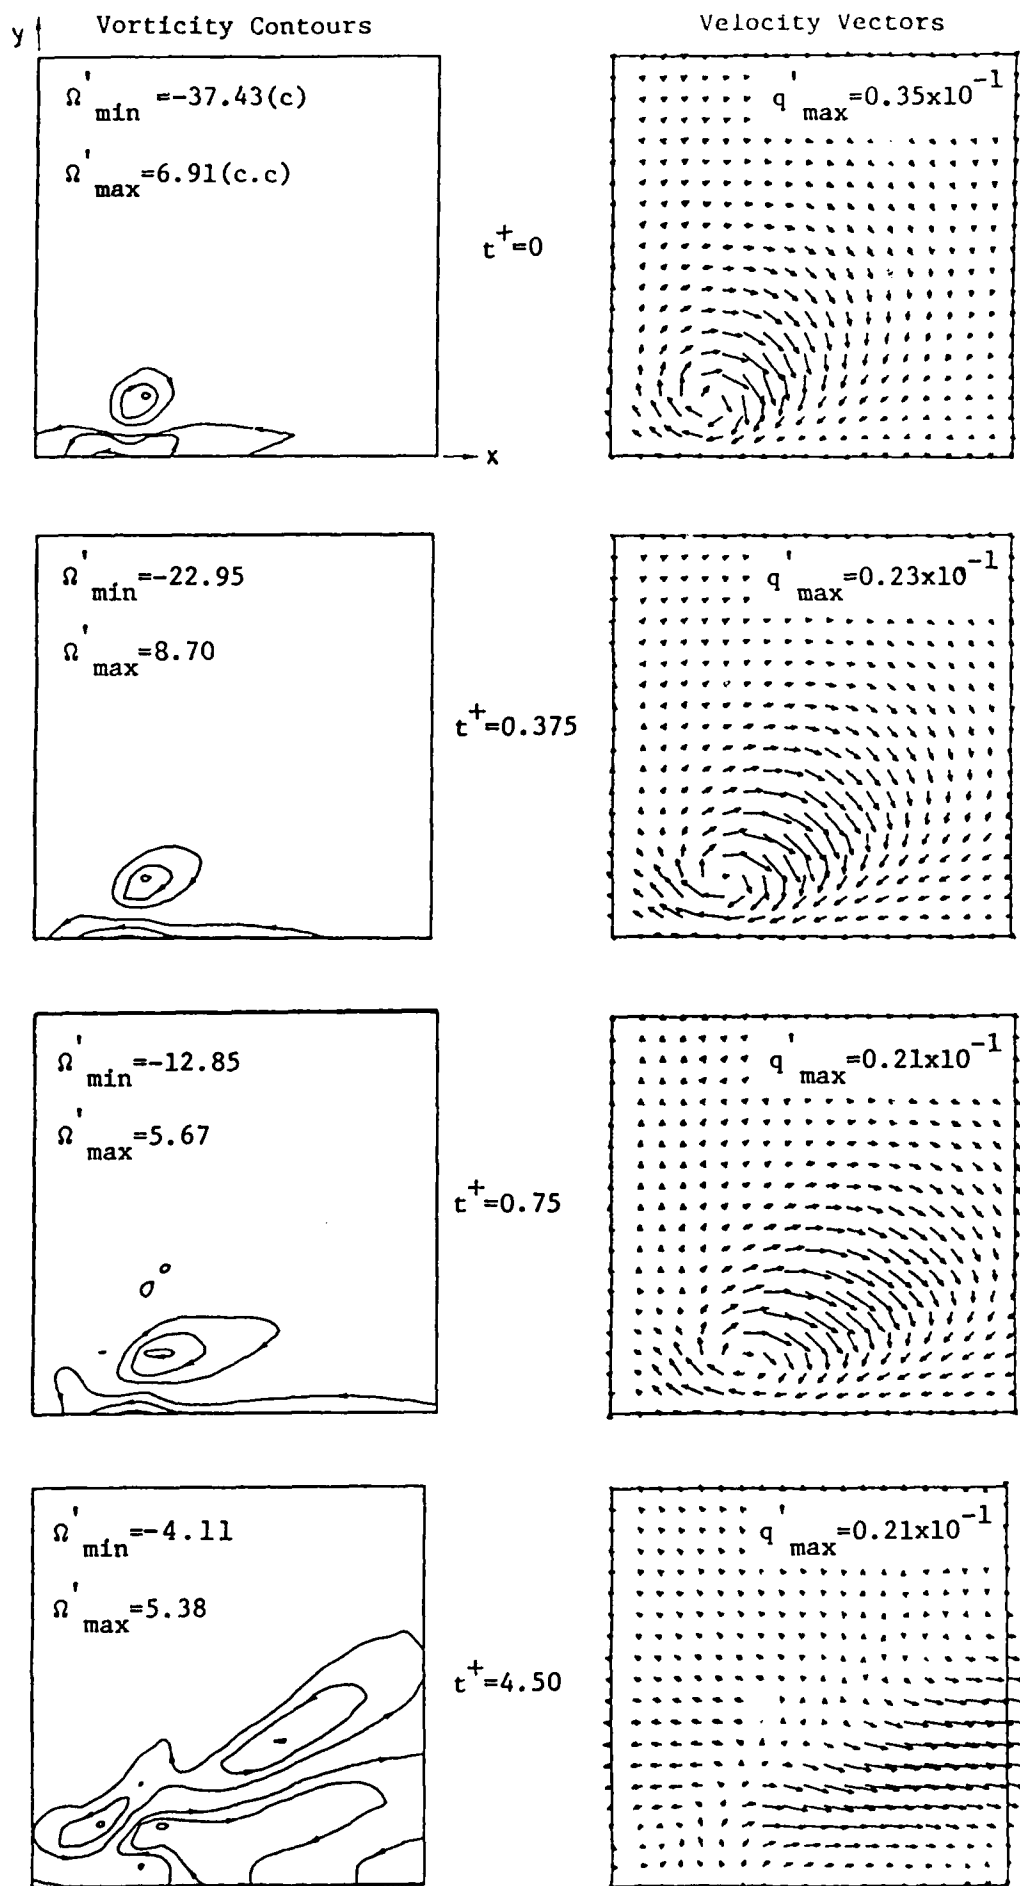 Vorticity Contours
Velocity Vectors
y
Ω'min =-37.43(c)
Ω'max=6.91(c.c)
q'max=0.35x10^-1
t^+=0
x
Ω'min=-22.95
Ω'max=8.70
q'max=0.23x10^-1
t^+=0.375
Ω'min=-12.85
Ω'max=5.67
q'max=0.21x10^-1
t^+=0.75
Ω'min=-4.11
Ω'max=5.38
q'max=0.21x10^-1
t^+=4.50